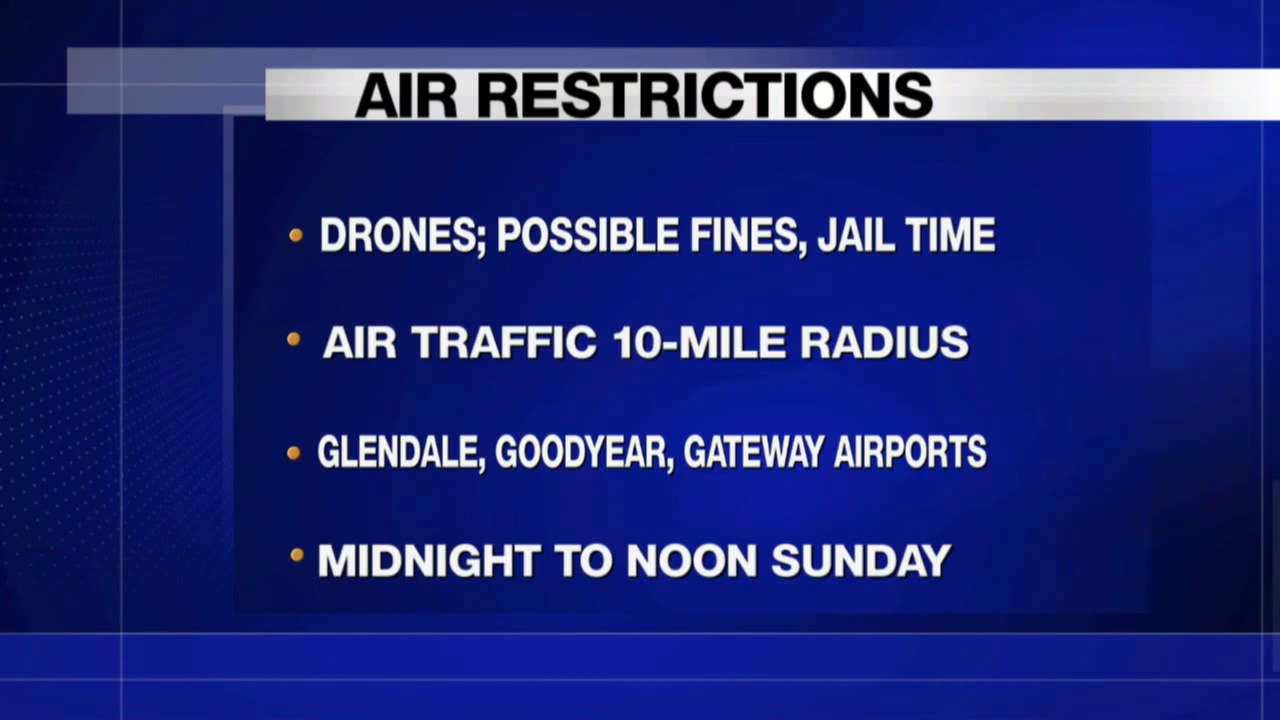 AIR RESTRICTIONS
• DRONES; POSSIBLE FINES, JAIL TIME
• AIR TRAFFIC 10-MILE RADIUS
• GLENDALE, GOODYEAR, GATEWAY AIRPORTS
• MIDNIGHT TO NOON SUNDAY